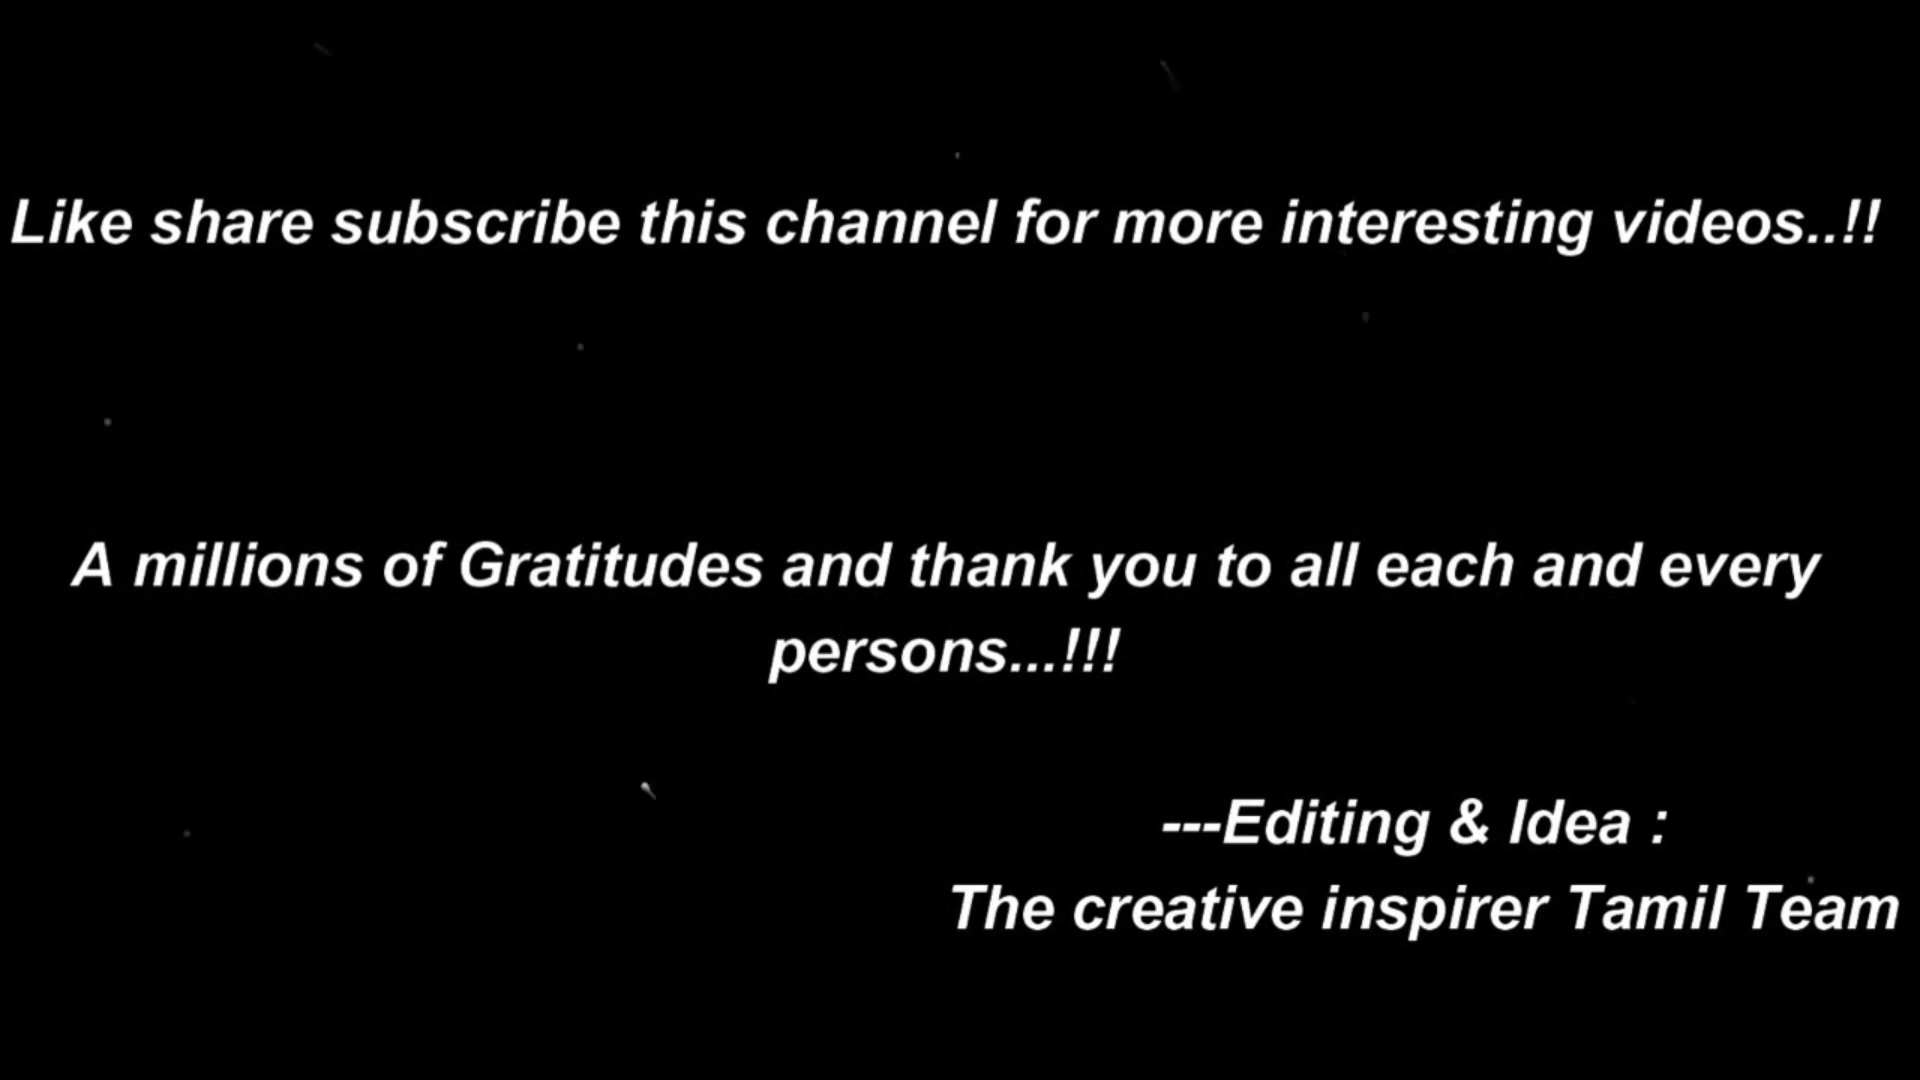 Like share subscribe this channel for more interesting videos..!!
A millions of Gratitudes and thank you to all each and every
persons...!!!
---Editing & Idea :
The creative inspirer Tamil Team